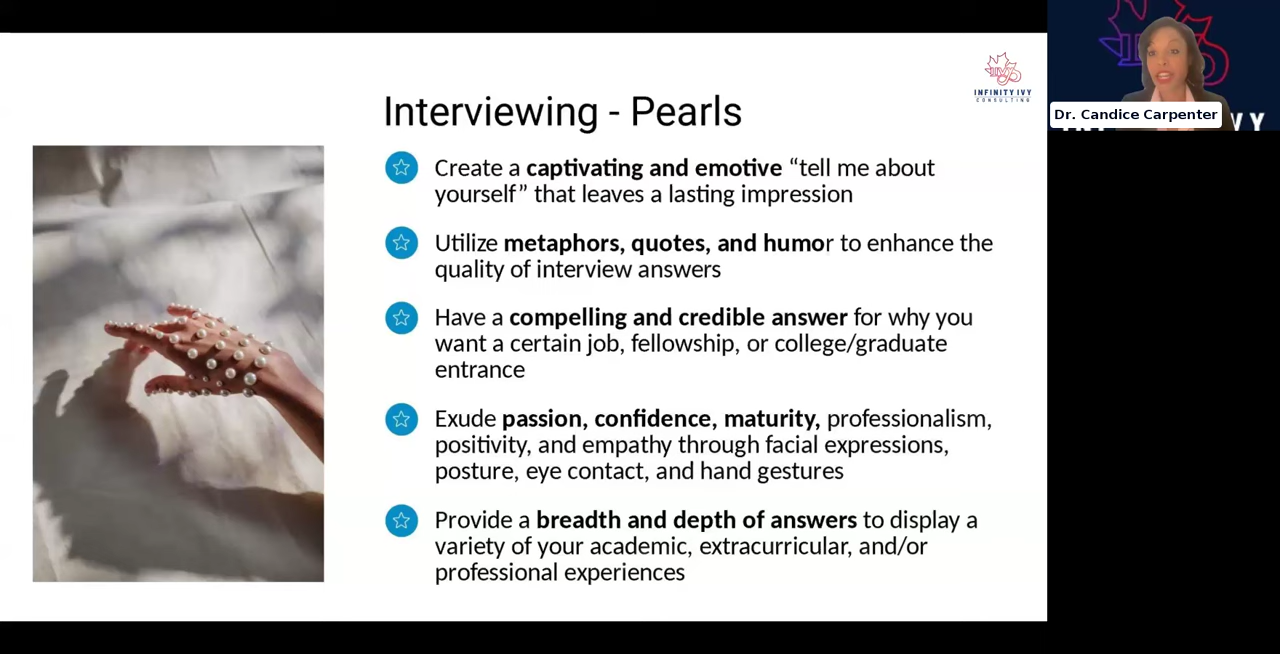 INFINITY IVY
CONSULTING
Dr. Candice Carpenter
VY
Interviewing - Pearls
Create a captivating and emotive “tell me about
yourself” that leaves a lasting impression
Utilize metaphors, quotes, and humor to enhance the
quality of interview answers
Have a compelling and credible answer for why you
want a certain job, fellowship, or college/graduate
entrance
Exude passion, confidence, maturity, professionalism,
positivity, and empathy through facial expressions,
posture, eye contact, and hand gestures
Provide a breadth and depth of answers to display a
variety of your academic, extracurricular, and/or
professional experiences